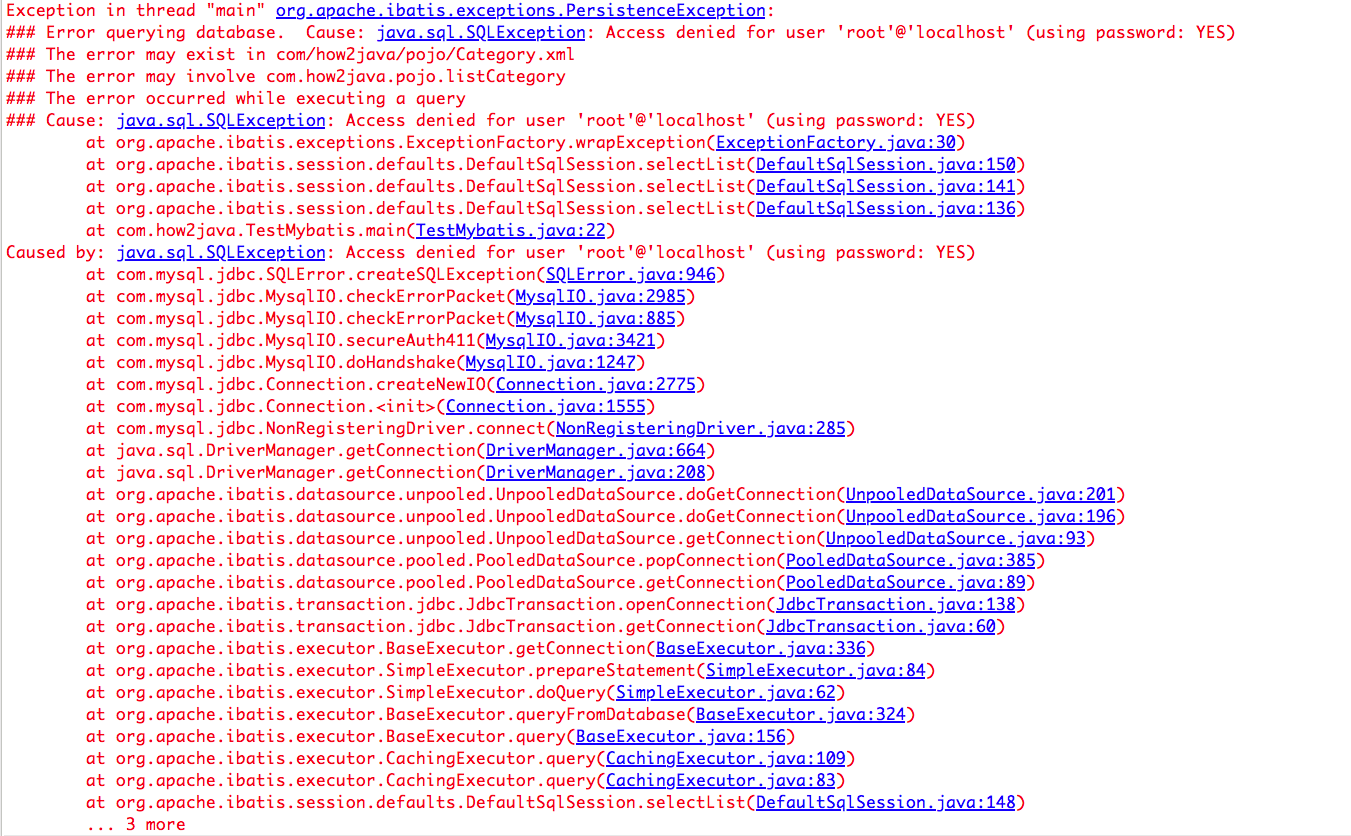 Exception in thread "main" org.apache.ibatis.exceptions.PersistenceException:
### Error querying database.  Cause: java.sql.SQLException: Access denied for user 'root'@'localhost' (using password: YES)
### The error may exist in com/how2java/pojo/Category.xml
### The error may involve com.how2java.pojo.listCategory
### The error occurred while executing a query
### Cause: java.sql.SQLException: Access denied for user 'root'@'localhost' (using password: YES)
	at org.apache.ibatis.exceptions.ExceptionFactory.wrapException(ExceptionFactory.java:30)
	at org.apache.ibatis.session.defaults.DefaultSqlSession.selectList(DefaultSqlSession.java:150)
	at org.apache.ibatis.session.defaults.DefaultSqlSession.selectList(DefaultSqlSession.java:141)
	at org.apache.ibatis.session.defaults.DefaultSqlSession.selectList(DefaultSqlSession.java:136)
	at com.how2java.TestMybatis.main(TestMybatis.java:22)
Caused by: java.sql.SQLException: Access denied for user 'root'@'localhost' (using password: YES)
	at com.mysql.jdbc.SQLError.createSQLException(SQLError.java:946)
	at com.mysql.jdbc.MysqlIO.checkErrorPacket(MysqlIO.java:2985)
	at com.mysql.jdbc.MysqlIO.checkErrorPacket(MysqlIO.java:885)
	at com.mysql.jdbc.MysqlIO.secureAuth411(MysqlIO.java:3421)
	at com.mysql.jdbc.MysqlIO.doHandshake(MysqlIO.java:1247)
	at com.mysql.jdbc.Connection.createNewIO(Connection.java:2775)
	at com.mysql.jdbc.Connection.<init>(Connection.java:1555)
	at com.mysql.jdbc.NonRegisteringDriver.connect(NonRegisteringDriver.java:285)
	at java.sql.DriverManager.getConnection(DriverManager.java:664)
	at java.sql.DriverManager.getConnection(DriverManager.java:208)
	at org.apache.ibatis.datasource.unpooled.UnpooledDataSource.doGetConnection(UnpooledDataSource.java:201)
	at org.apache.ibatis.datasource.unpooled.UnpooledDataSource.doGetConnection(UnpooledDataSource.java:196)
	at org.apache.ibatis.datasource.unpooled.UnpooledDataSource.getConnection(UnpooledDataSource.java:93)
	at org.apache.ibatis.datasource.pooled.PooledDataSource.popConnection(PooledDataSource.java:385)
	at org.apache.ibatis.datasource.pooled.PooledDataSource.getConnection(PooledDataSource.java:89)
	at org.apache.ibatis.transaction.jdbc.JdbcTransaction.openConnection(JdbcTransaction.java:138)
	at org.apache.ibatis.transaction.jdbc.JdbcTransaction.getConnection(JdbcTransaction.java:60)
	at org.apache.ibatis.executor.BaseExecutor.getConnection(BaseExecutor.java:336)
	at org.apache.ibatis.executor.SimpleExecutor.prepareStatement(SimpleExecutor.java:84)
	at org.apache.ibatis.executor.SimpleExecutor.doQuery(SimpleExecutor.java:62)
	at org.apache.ibatis.executor.BaseExecutor.queryFromDatabase(BaseExecutor.java:324)
	at org.apache.ibatis.executor.BaseExecutor.query(BaseExecutor.java:156)
	at org.apache.ibatis.executor.CachingExecutor.query(CachingExecutor.java:109)
	at org.apache.ibatis.executor.CachingExecutor.query(CachingExecutor.java:83)
	at org.apache.ibatis.session.defaults.DefaultSqlSession.selectList(DefaultSqlSession.java:148)
	... 3 more